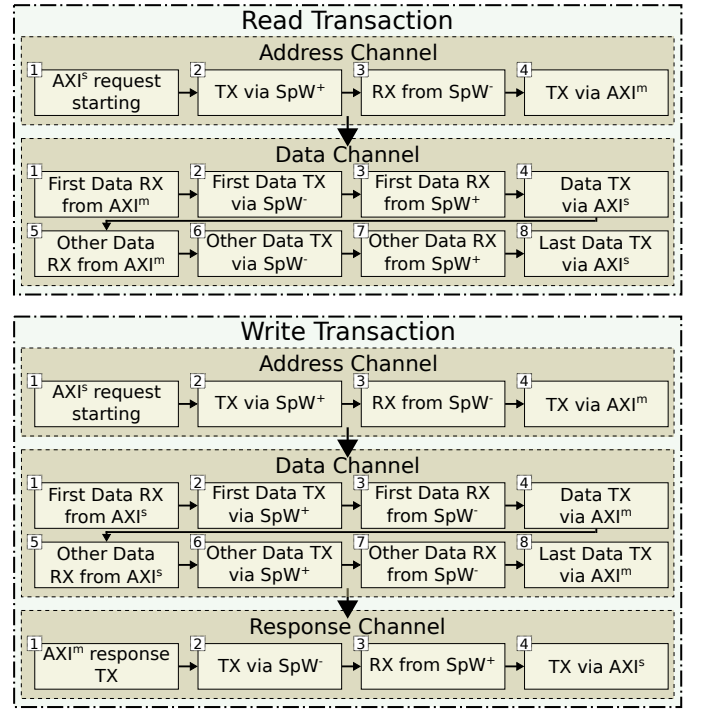 Read Transaction
Address Channel
1
AXIˢ request
starting
2
TX via SpW⁺
3
RX from SpW⁻
4
TX via AXIᵐ
Data Channel
1
First Data RX
from AXIᵐ
2
First Data TX
via SpW⁻
3
First Data RX
from SpW⁺
4
Data TX
via AXIˢ
5
Other Data
RX from AXIᵐ
6
Other Data TX
via SpW⁻
7
Other Data RX
from SpW⁺
8
Last Data TX
via AXIˢ
Write Transaction
Address Channel
1
AXIˢ request
starting
2
TX via SpW⁺
3
RX from SpW⁻
4
TX via AXIᵐ
Data Channel
1
First Data RX
from AXIˢ
2
First Data TX
via SpW⁺
3
First Data RX
from SpW⁻
4
Data TX
via AXIᵐ
5
Other Data
RX from AXIˢ
6
Other Data TX
via SpW⁺
7
Other Data RX
from SpW⁻
8
Last Data TX
via AXIᵐ
Response Channel
1
AXIᵐ response
TX
2
TX via SpW⁻
3
RX from SpW⁺
4
TX via AXIˢ